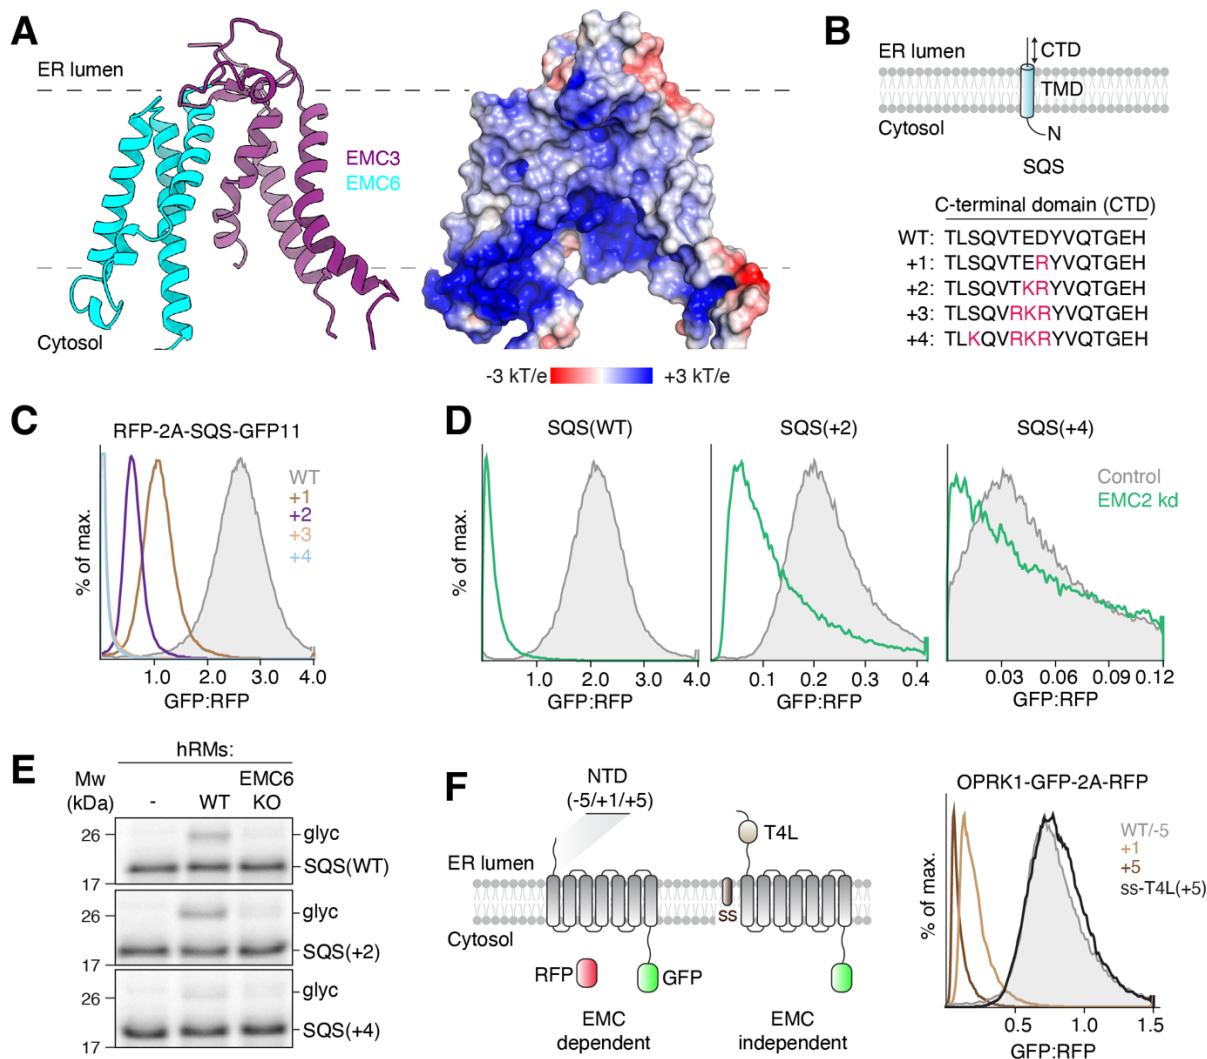 A
ER lumen
EMC3
EMC6
Cytosol
-3 kT/e
+3 kT/e
B
ER lumen
CTD
TMD
Cytosol
N
SQS
C-terminal domain (CTD)
WT: TLSQVTEDYVQTGEH
+1: TLSQVTERYVQTGEH
+2: TLSQVTKRYVQTGEH
+3: TLSQVRKRYVQTGEH
+4: TLKQVRKRYVQTGEH
C
RFP-2A-SQS-GFP11
WT
+1
+2
+3
+4
% of max.
1.0 2.0 3.0 4.0
GFP:RFP
D
SQS(WT)
% of max.
1.0 2.0 3.0 4.0
GFP:RFP
SQS(+2)
0.1 0.2 0.3 0.4
GFP:RFP
SQS(+4)
Control
EMC2 kd
0.03 0.06 0.09 0.12
GFP:RFP
E
hRMs:
Mw
(kDa)
- WT EMC6
KO
26 glyc
SQS(WT)
17
26 glyc
SQS(+2)
17
26 glyc
SQS(+4)
17
F
NTD
(-5/+1/+5)
T4L
ER lumen
SS
Cytosol
RFP
GFP
EMC
dependent
EMC
independent
OPRK1-GFP-2A-RFP
WT/-5
+1
+5
ss-T4L(+5)
% of max.
0.5 1.0 1.5
GFP:RFP